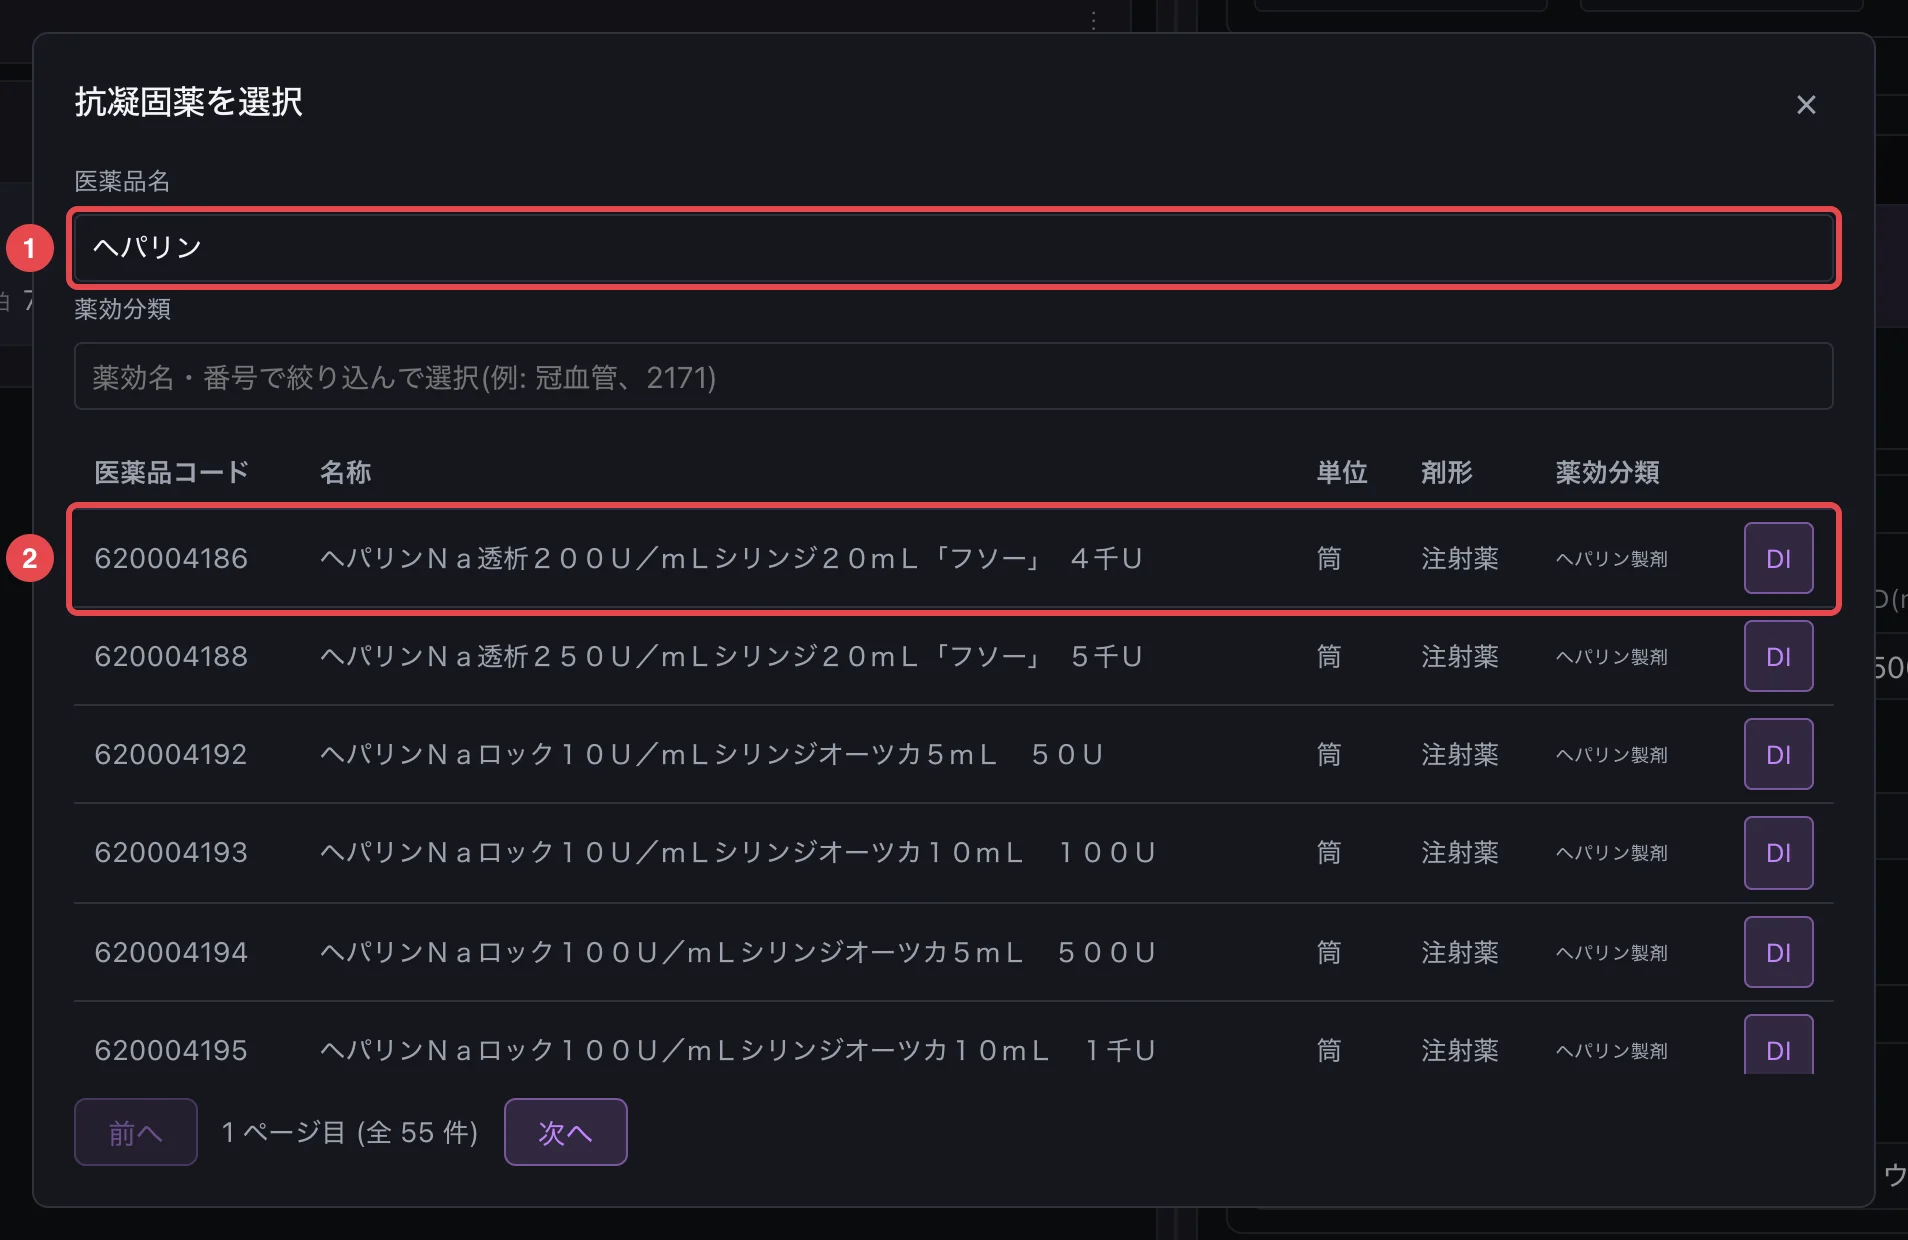 抗凝固薬を選択
×
医薬品名
1
ヘパリン
薬効分類
薬効名・番号で絞り込んで選択(例: 冠血管、2171)
医薬品コード 名称 単位 剤形 薬効分類
2
620004186 ヘパリンＮａ透析２００Ｕ／ｍＬシリンジ２０ｍＬ「フソー」　４千Ｕ 筒 注射薬 ヘパリン製剤 DI
620004188 ヘパリンＮａ透析２５０Ｕ／ｍＬシリンジ２０ｍＬ「フソー」　５千Ｕ 筒 注射薬 ヘパリン製剤 DI
620004192 ヘパリンＮａロック１０Ｕ／ｍＬシリンジオーツカ５ｍＬ　５０Ｕ 筒 注射薬 ヘパリン製剤 DI
620004193 ヘパリンＮａロック１０Ｕ／ｍＬシリンジオーツカ１０ｍＬ　１００Ｕ 筒 注射薬 ヘパリン製剤 DI
620004194 ヘパリンＮａロック１００Ｕ／ｍＬシリンジオーツカ５ｍＬ　５００Ｕ 筒 注射薬 ヘパリン製剤 DI
620004195 ヘパリンＮａロック１００Ｕ／ｍＬシリンジオーツカ１０ｍＬ　１千Ｕ 筒 注射薬 ヘパリン製剤 DI
前へ 1 ページ目 (全 55 件) 次へ